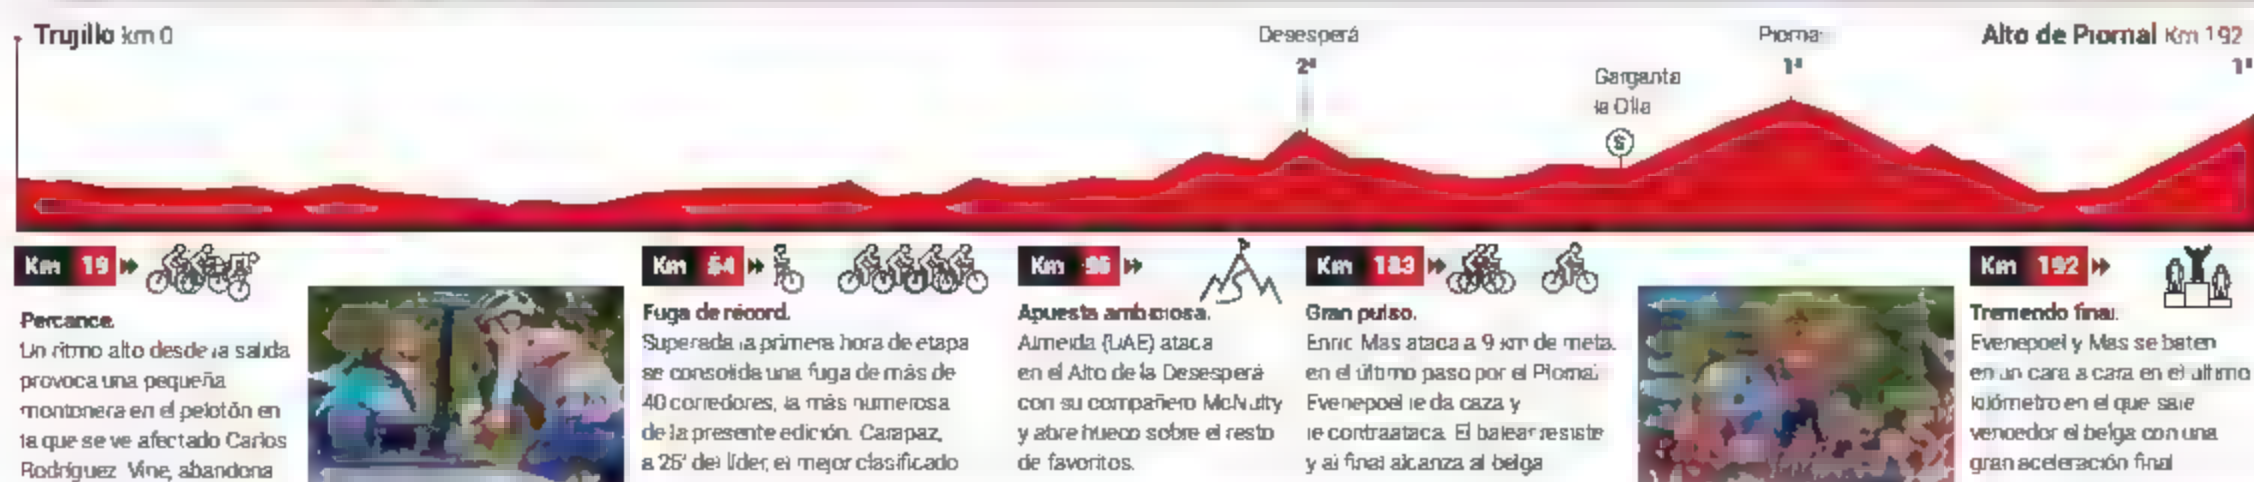 Trujillo km 0
Desesperá
2ª
Garganta
la Olla
S
Piornal
1ª
Alto de Piornal Km 192
1ª
Km 19
Percance.
Un ritmo alto desde la salida
provoca una pequeña
montonera en el pelotón en
la que se ve afectado Carlos
Rodríguez. Vine, abandona
Km
Fuga de récord.
Superada la primera hora de etapa
se consolida una fuga de más de
40 corredores, la más numerosa
de la presente edición. Carapaz,
a 26' del líder, el mejor clasificado
Km
Apuesta ambiciosa.
Almeida (UAE) ataca
en el Alto de la Desesperá
con su compañero McNulty
y abre hueco sobre el resto
de favoritos.
Km 183
Gran pulso.
Enric Mas ataca a 9 km de meta.
en el último paso por el Piornal.
Evenepoel le da caza y
le contraataca. El balear resiste
y al final alcanza al belga
Km 192
Tremendo final.
Evenepoel y Mas se baten
en un cara a cara en el ultimo
kilómetro en el que sale
vencedor el belga con una
gran aceleración final